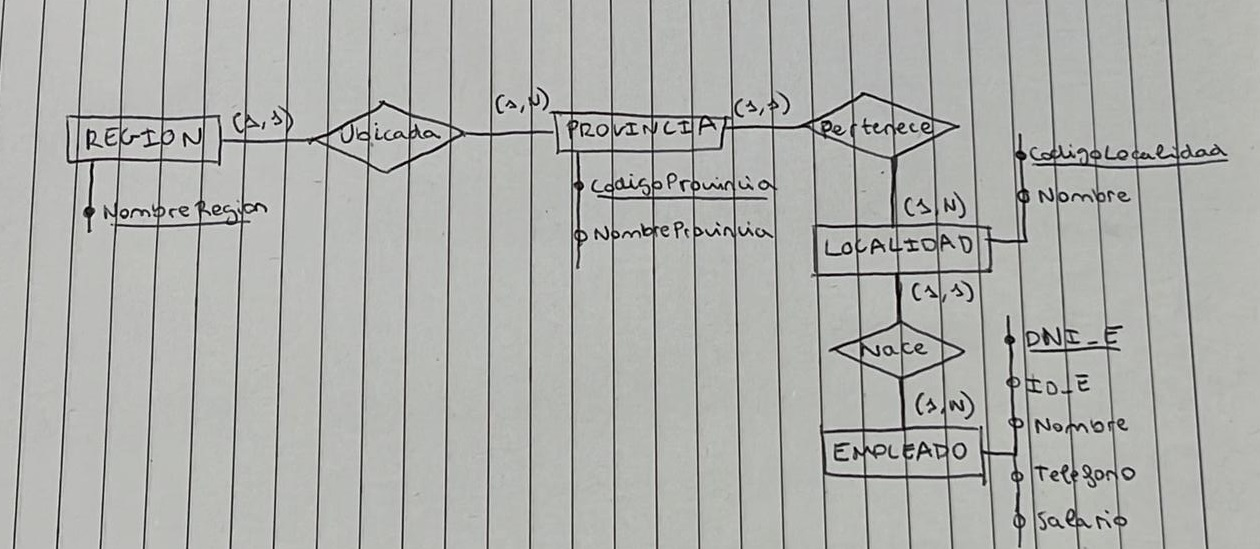 REGION
(1,1)
Ubicada
(1,N)
PROVINCIA
(1,1)
Pertenece
NombreRegion
CodigoProvincia
NombreProvincia
CodigoLocalidad
Nombre
(1,N)
LOCALIDAD
(1,1)
Nace
(1,N)
EMPLEADO
DNI_E
ID_E
Nombre
Telefono
Salario